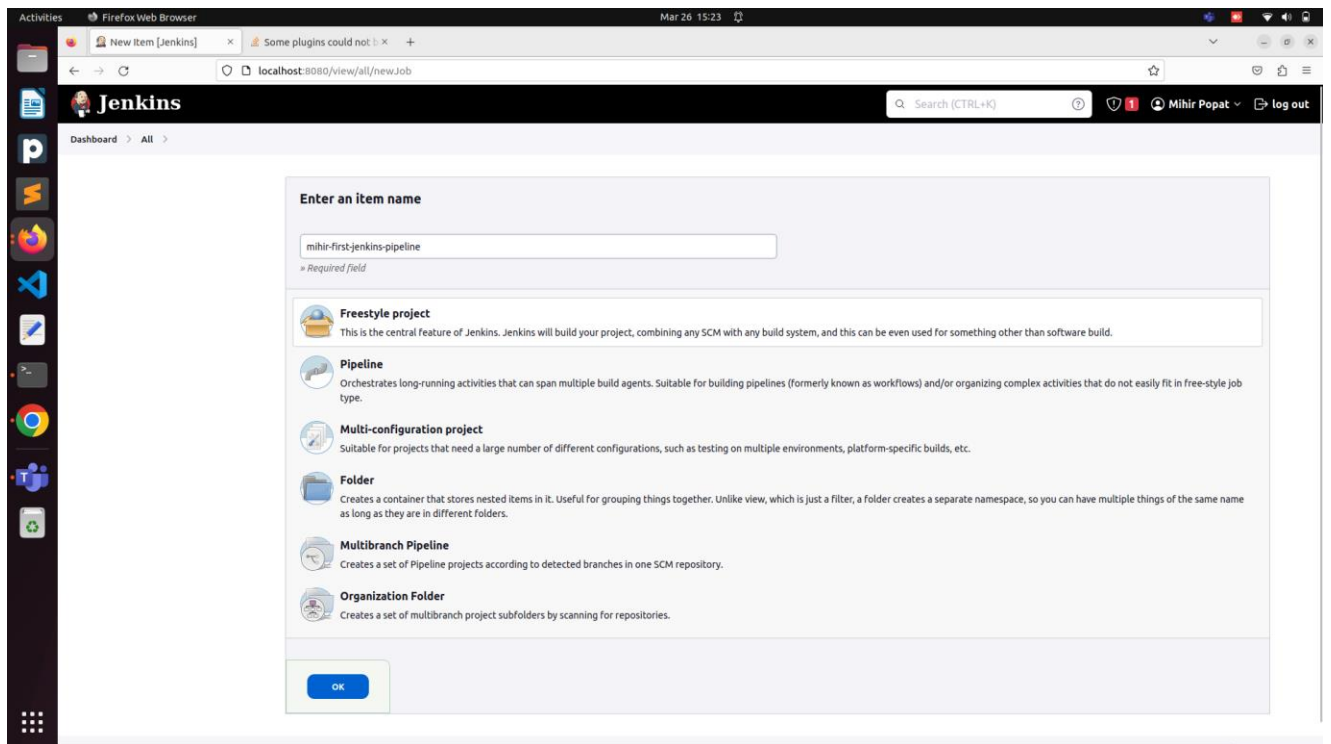 Activities
Firefox Web Browser
Mar 26 15:23
New Item [Jenkins]
Some plugins could not b
localhost:8080/view/all/newJob
Jenkins
Search (CTRL+K)
1
Mihir Popat
log out
Dashboard > All >
Enter an item name
mihir-first-jenkins-pipeline
» Required field
Freestyle project
This is the central feature of Jenkins. Jenkins will build your project, combining any SCM with any build system, and this can be even used for something other than software build.
Pipeline
Orchestrates long-running activities that can span multiple build agents. Suitable for building pipelines (formerly known as workflows) and/or organizing complex activities that do not easily fit in free-style job
type.
Multi-configuration project
Suitable for projects that need a large number of different configurations, such as testing on multiple environments, platform-specific builds, etc.
Folder
Creates a container that stores nested items in it. Useful for grouping things together. Unlike view, which is just a filter, a folder creates a separate namespace, so you can have multiple things of the same name
as long as they are in different folders.
Multibranch Pipeline
Creates a set of Pipeline projects according to detected branches in one SCM repository.
Organization Folder
Creates a set of multibranch project subfolders by scanning for repositories.
OK